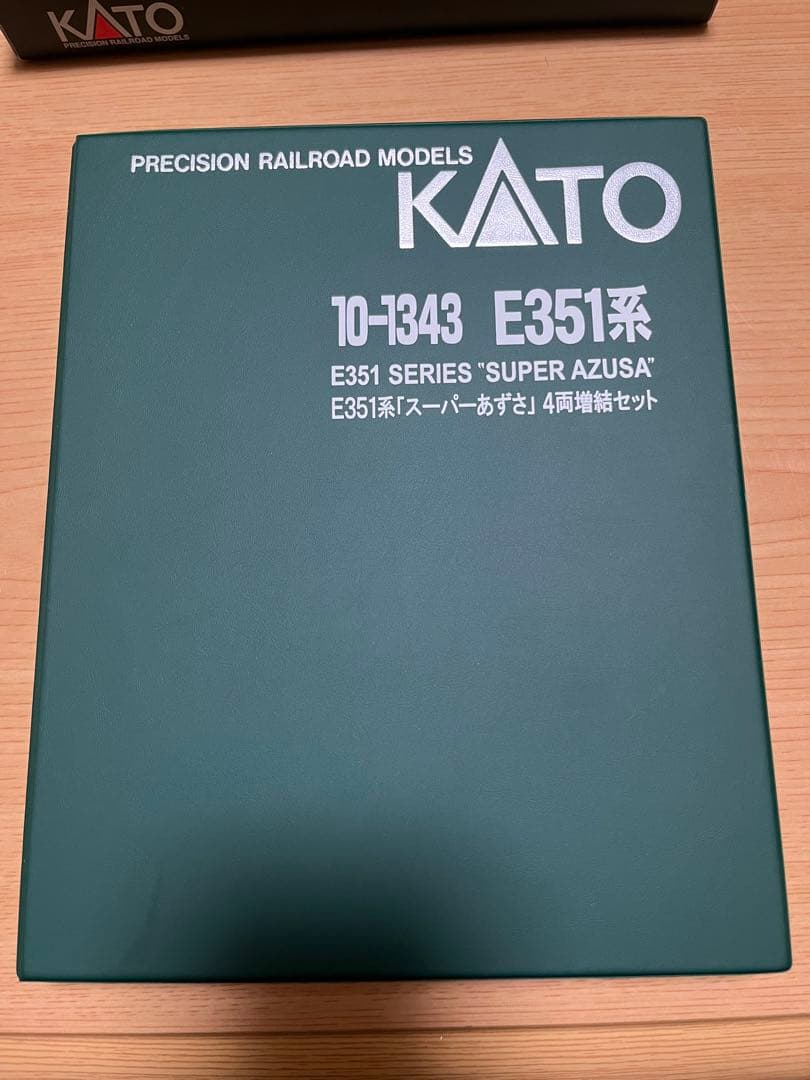 KATO
PRECISION RAILROAD MODELS
PRECISION RAILROAD MODELS
KATO
10-1343 E351系
E351 SERIES "SUPER AZUSA"
E351系「スーパーあずさ」4両増結セット